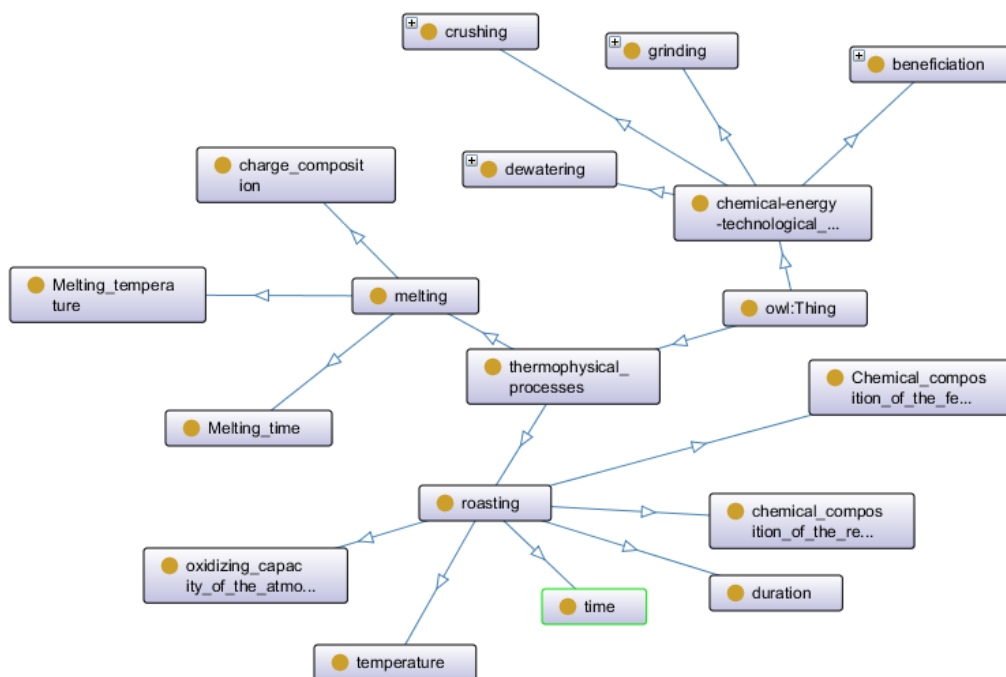 crushing
grinding
beneficiation
charge_composit
ion
dewatering
chemical-energy
-technological_...
Melting_tempera
ture
melting
owl:Thing
thermophysical_
processes
Chemical_compos
ition_of_the_fe...
Melting_time
roasting
chemical_compos
ition_of_the_re...
oxidizing_capac
ity_of_the_atmo...
time
duration
temperature